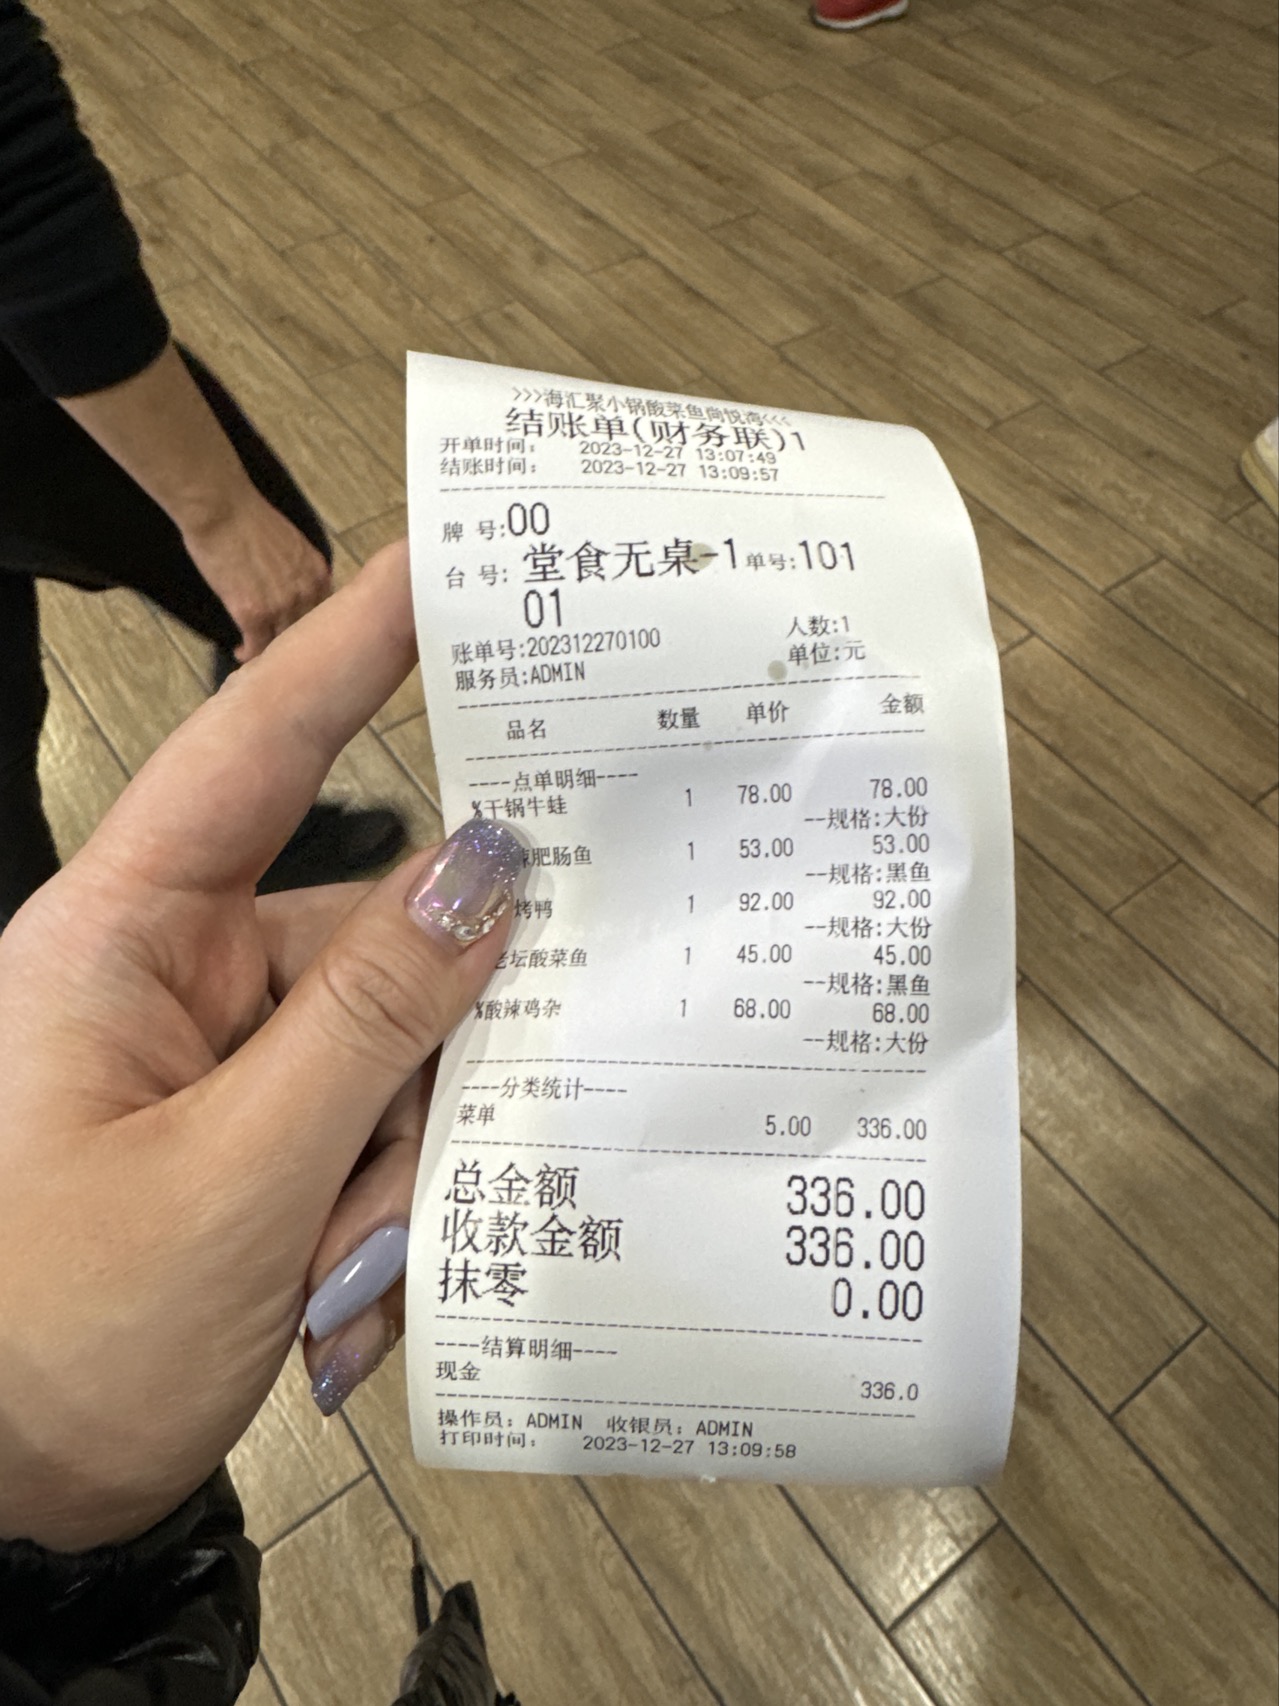 >>>海汇聚小锅酸菜鱼尚悦湾<<<
结账单(财务联)1
开单时间: 2023-12-27 13:07:49
结账时间: 2023-12-27 13:09:57
牌 号:00
台 号: 堂食无桌-1 单号:101
01
账单号:202312270100 人数:1
服务员:ADMIN 单位:元
品名 数量 单价 金额
----点单明细----
%干锅牛蛙 1 78.00 78.00
--规格:大份
辣肥肠鱼 1 53.00 53.00
--规格:黑鱼
烤鸭 1 92.00 92.00
--规格:大份
老坛酸菜鱼 1 45.00 45.00
--规格:黑鱼
%酸辣鸡杂 1 68.00 68.00
--规格:大份
----分类统计----
菜单 5.00 336.00
总金额 336.00
收款金额 336.00
抹零 0.00
----结算明细----
现金 336.0
操作员: ADMIN 收银员: ADMIN
打印时间: 2023-12-27 13:09:58